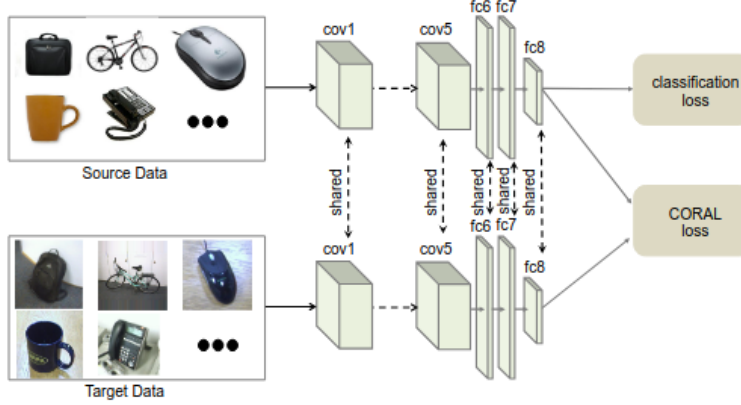 cov1
cov5
fc6
fc7
fc8
classification
loss
Source Data
shared
shared
shared
shared
shared
CORAL
loss
cov1
cov5
fc6
fc7
fc8
Target Data